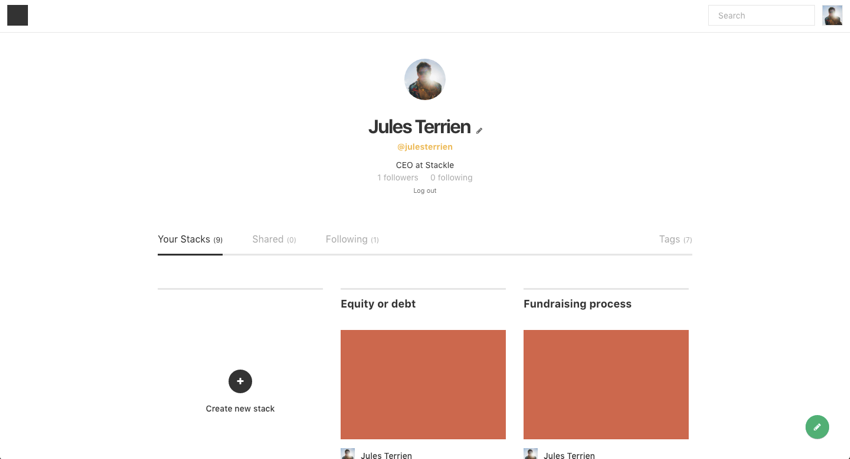 Search
Jules Terrien
@julesterrien
CEO at Stackle
1 followers 0 following
Log out
Your Stacks (9) Shared (0) Following (1) Tags (7)
Equity or debt Fundraising process
Create new stack
Jules Terrien Jules Terrien